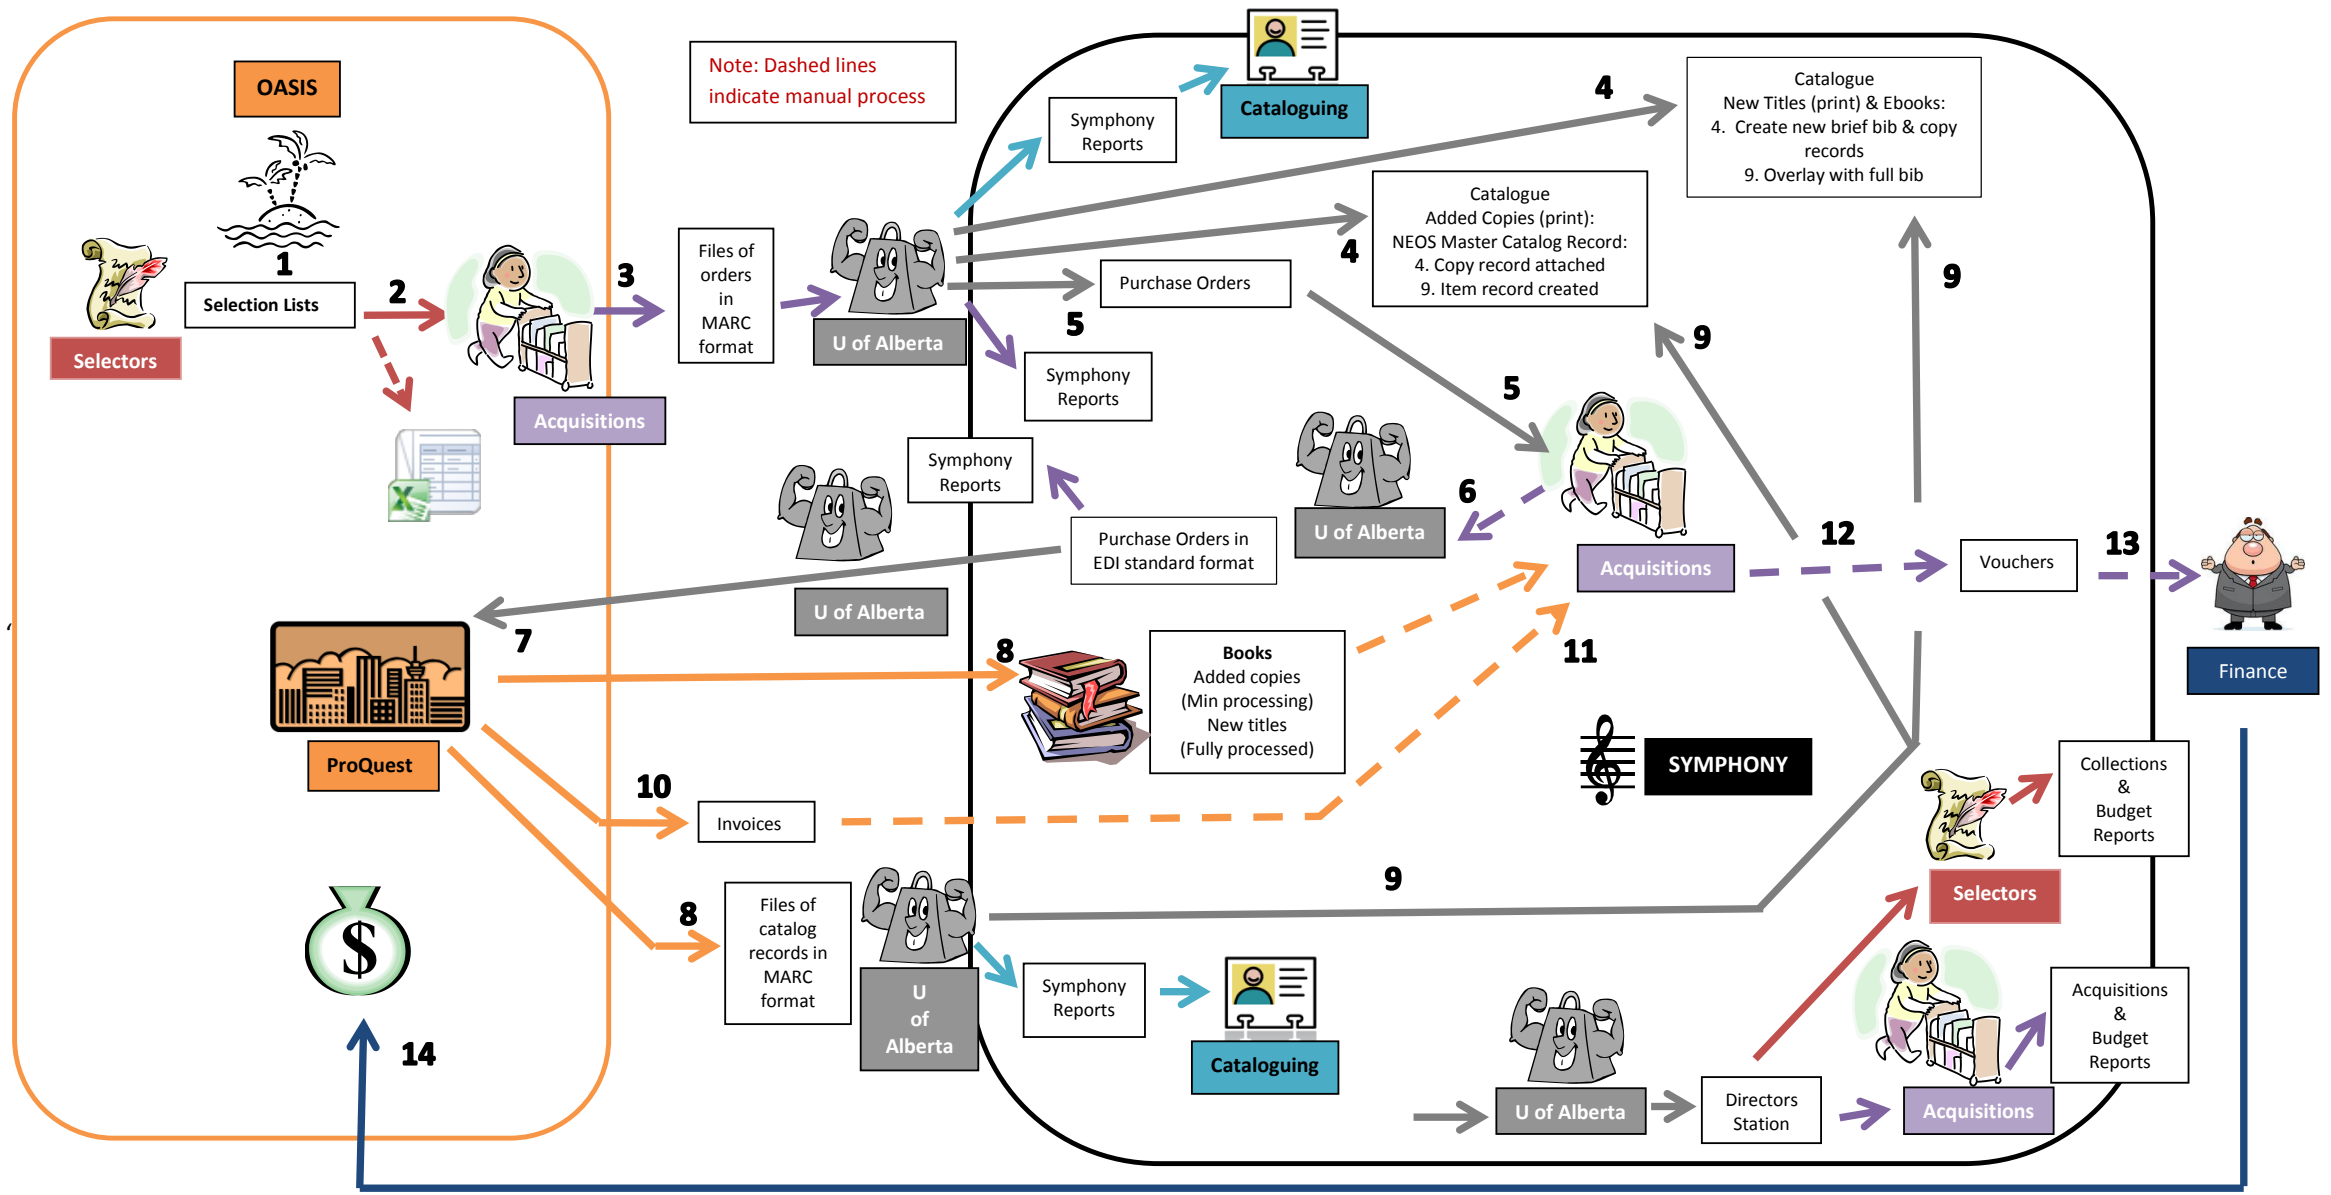 OASIS
1
Selection Lists
Selectors
2
Acquisitions
3
Note: Dashed lines
indicate manual process
Files of
orders in
MARC
format
U of Alberta
Symphony
Reports
Cataloguing
4
Catalogue
New Titles (print) & Ebooks:
4. Create new brief bib & copy
records
9. Overlay with full bib
4
Catalogue
Added Copies (print):
NEOS Master Catalog Record:
4. Copy record attached
9. Item record created
Purchase Orders
5
Symphony
Reports
5
9
9
Symphony
Reports
U of Alberta
Purchase Orders in
EDI standard format
6
U of Alberta
Acquisitions
12
Vouchers
13
Finance
7
ProQuest
8
Books
Added copies
(Min processing)
New titles
(Fully processed)
11
SYMPHONY
10
Invoices
8
Files of
catalog
records in
MARC
format
U
of
Alberta
9
Symphony
Reports
Cataloguing
$
14
U of Alberta
Directors
Station
Selectors
Collections
&
Budget
Reports
Acquisitions
Acquisitions
&
Budget
Reports